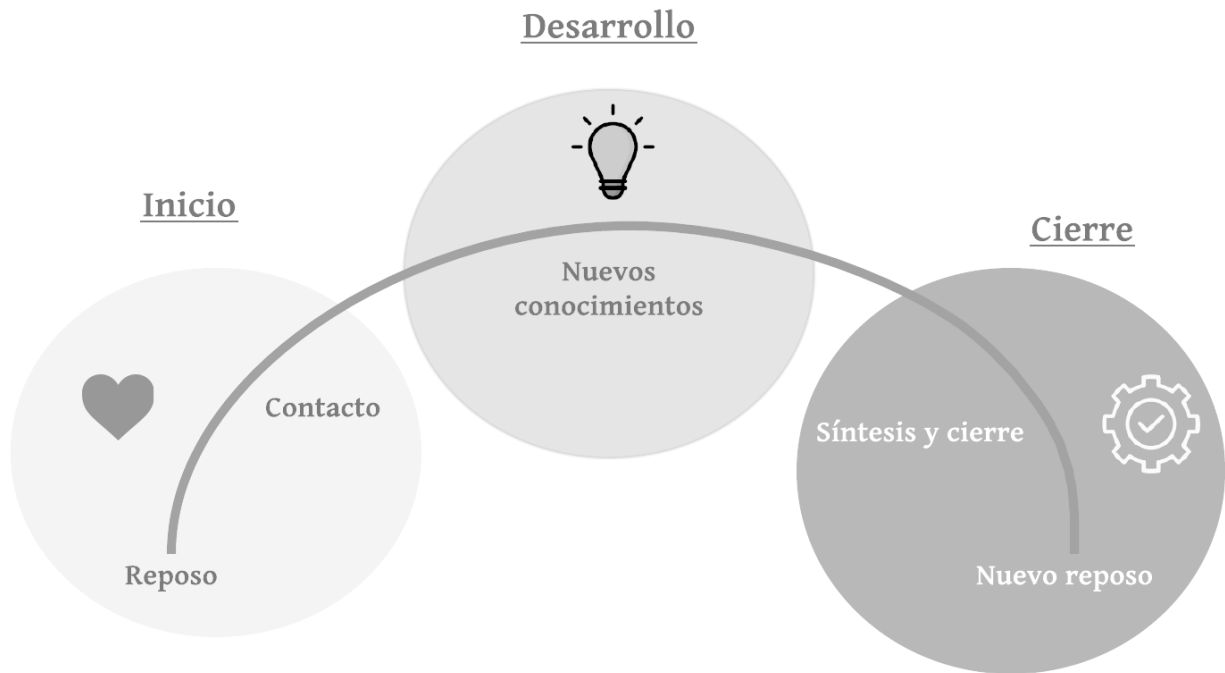 Desarrollo
Inicio
Cierre
Nuevos
conocimientos
Contacto
Síntesis y cierre
Reposo
Nuevo reposo